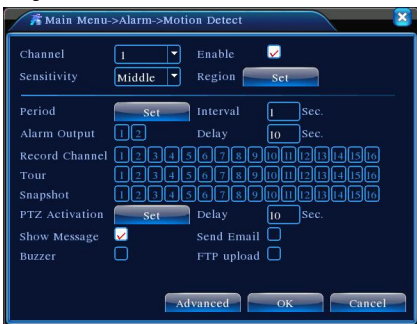 Main Menu->Alarm->Motion Detect
Channel 1 Enable
Sensitivity Middle Region Set
Period Set Interval 1 Sec.
Alarm Output 1 2 Delay 10 Sec.
Record Channel 1 2 3 4 5 6 7 8 9 10 11 12 13 14 15 16
Tour 1 2 3 4 5 6 7 8 9 10 11 12 13 14 15 16
Snapshot 1 2 3 4 5 6 7 8 9 10 11 12 13 14 15 16
PTZ Activation Set Delay 10 Sec.
Show Message Send Email
Buzzer FTP upload
Advanced OK Cancel